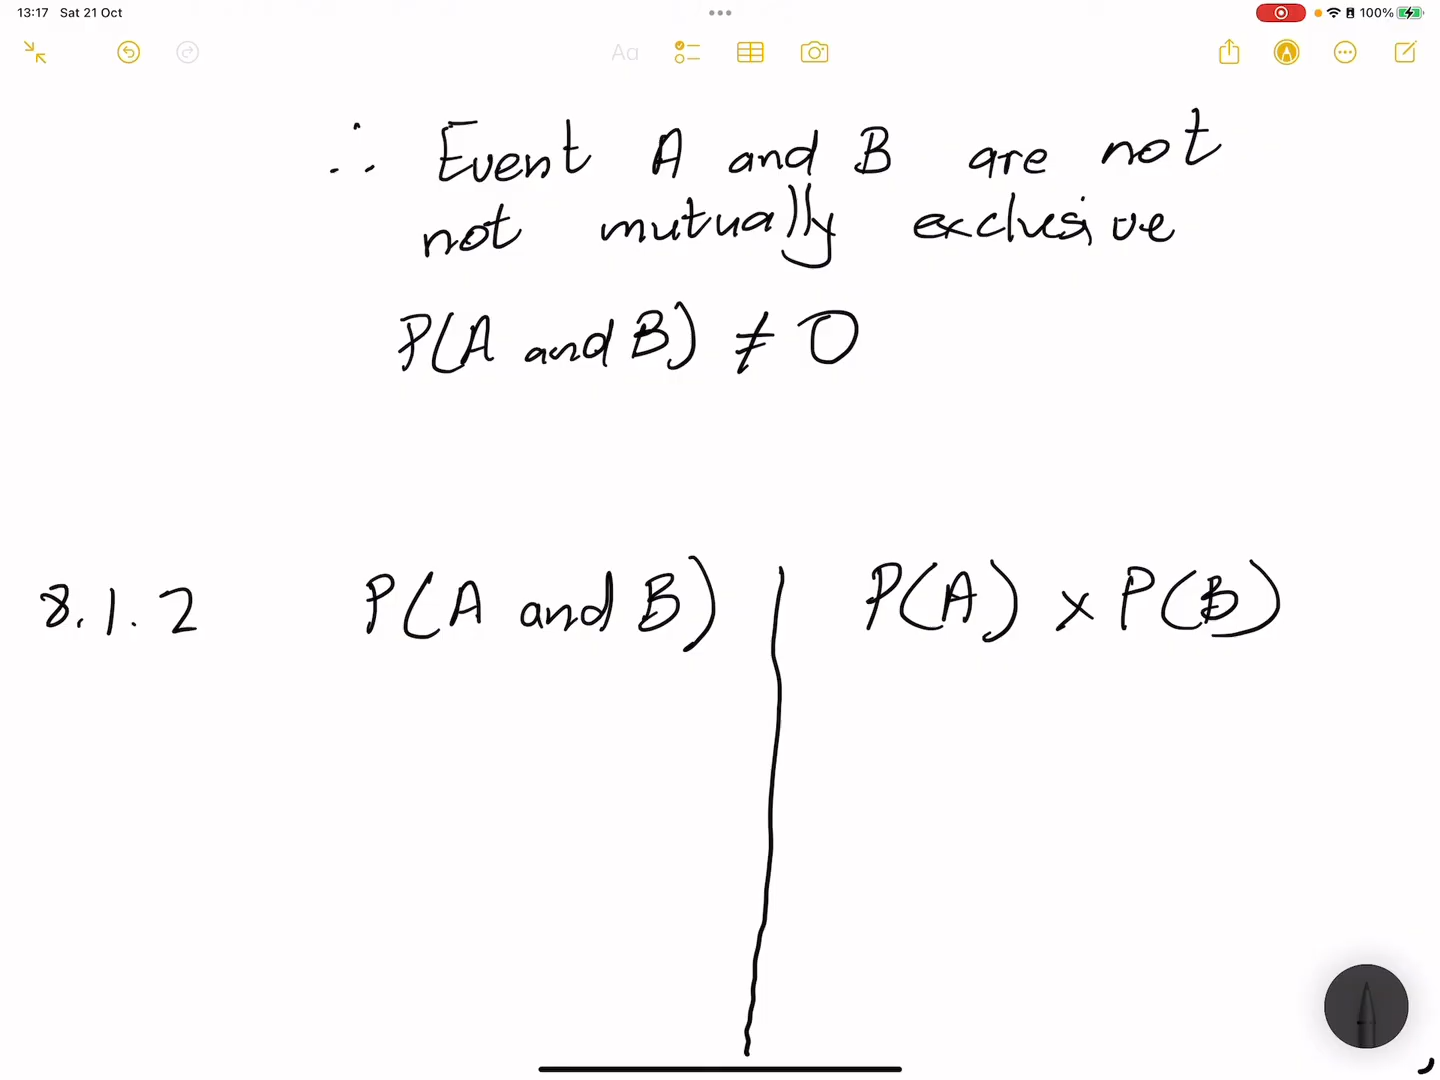 13:17 Sat 21 Oct
100%
Aa
∴ Event A and B are not
not mutually exclusive
P(A and B) ≠ 0
8.1.2 P(A and B) | P(A) × P(B)